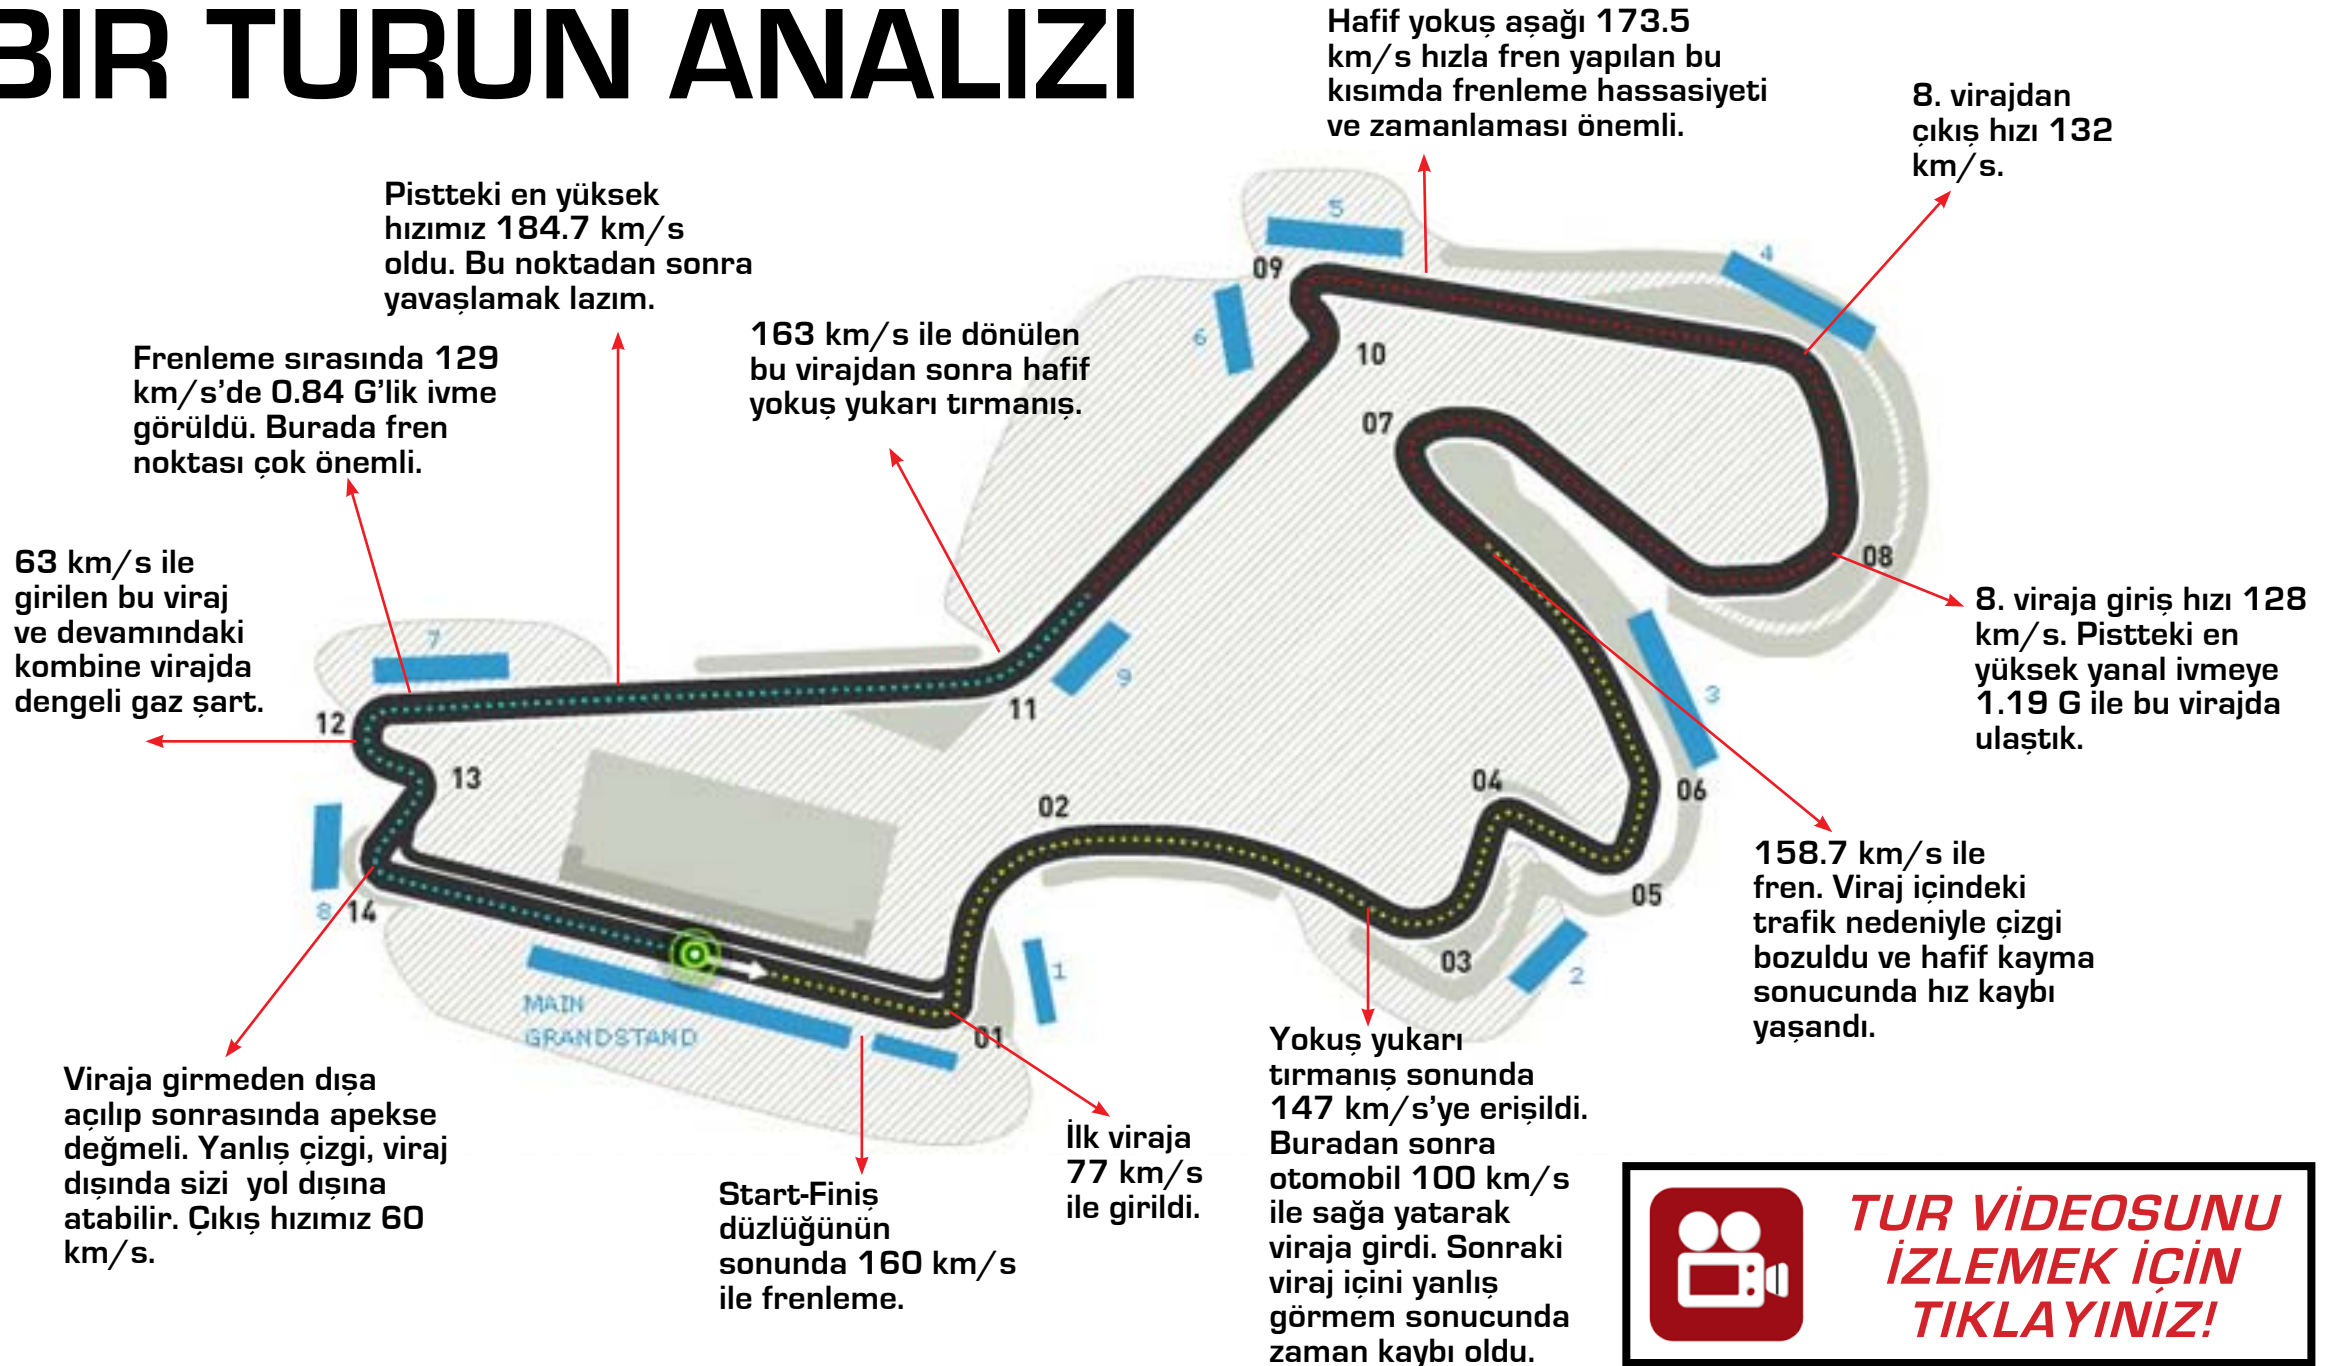 BIR TURUN ANALIZI
Hafif yokuş aşağı 173.5
km/s hızla fren yapılan bu
kısımda frenleme hassasiyeti
ve zamanlaması önemli.
8. virajdan
çıkış hızı 132
km/s.
Pistteki en yüksek
hızımız 184.7 km/s
oldu. Bu noktadan sonra
yavaşlamak lazım.
163 km/s ile dönülen
bu virajdan sonra hafif
yokuş yukarı tırmanış.
Frenleme sırasında 129
km/s'de 0.84 G'lik ivme
görüldü. Burada fren
noktası çok önemli.
63 km/s ile
girilen bu viraj
ve devamındaki
kombine virajda
dengeli gaz şart.
5
09
4
6
10
07
08
8. viraja giriş hızı 128
km/s. Pistteki en
yüksek yanal ivmeye
1.19 G ile bu virajda
ulaştık.
7
12
11
9
3
13
02
04
06
05
8
14
03
2
1
01
MAIN
GRANDSTAND
158.7 km/s ile
fren. Viraj içindeki
trafik nedeniyle çizgi
bozuldu ve hafif kayma
sonucunda hız kaybı
yaşandı.
Viraja girmeden dışa
açılıp sonrasında apekse
değmeli. Yanlış çizgi, viraj
dışında sizi yol dışına
atabilir. Çıkış hızımız 60
km/s.
Start-Finiş
düzlüğünün
sonunda 160 km/s
ile frenleme.
İlk viraja
77 km/s
ile girildi.
Yokuş yukarı
tırmanış sonunda
147 km/s'ye erişildi.
Buradan sonra
otomobil 100 km/s
ile sağa yatarak
viraja girdi. Sonraki
viraj içini yanlış
görmem sonucunda
zaman kaybı oldu.
TUR VİDEOSUNU
İZLEMEK İÇİN
TIKLAYINIZ!